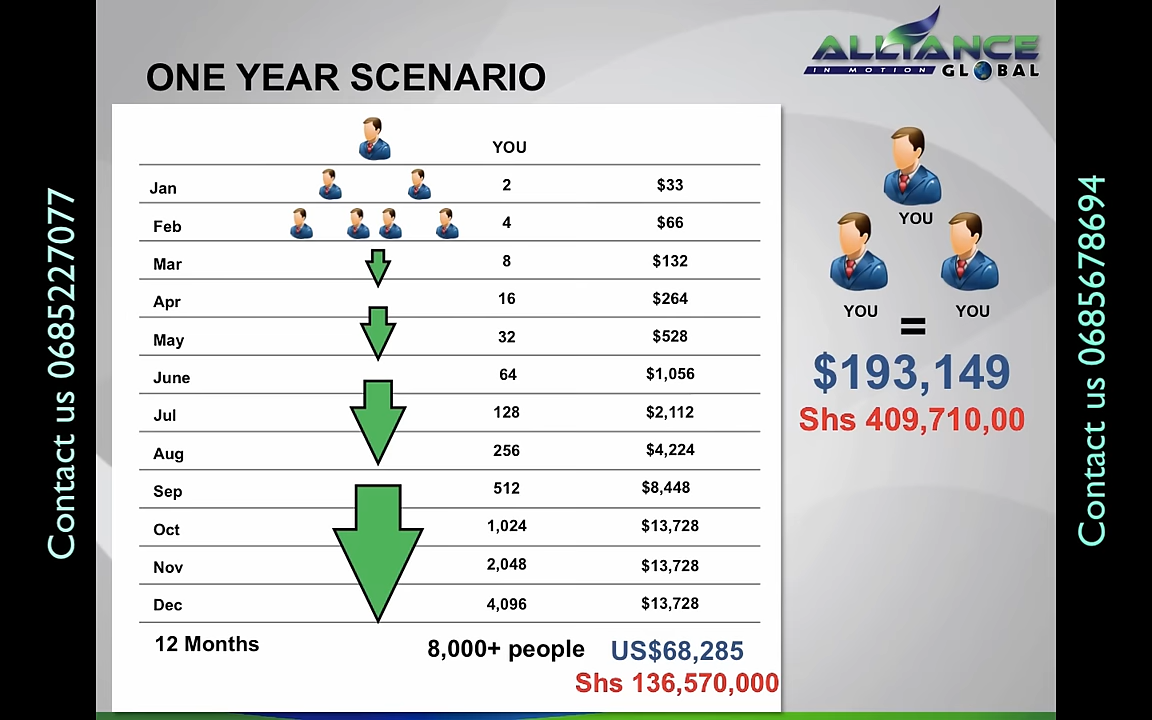 ALLIANCE
IN MOTION GLOBAL
ONE YEAR SCENARIO
YOU
Jan 2 $33
Feb 4 $66
Mar 8 $132
Apr 16 $264
May 32 $528
June 64 $1,056
Jul 128 $2,112
Aug 256 $4,224
Sep 512 $8,448
Oct 1,024 $13,728
Nov 2,048 $13,728
Dec 4,096 $13,728
12 Months 8,000+ people US$68,285
Shs 136,570,000
YOU
YOU YOU
=
$193,149
Shs 409,710,00
Contact us 0685227077
Contact us 0685678694